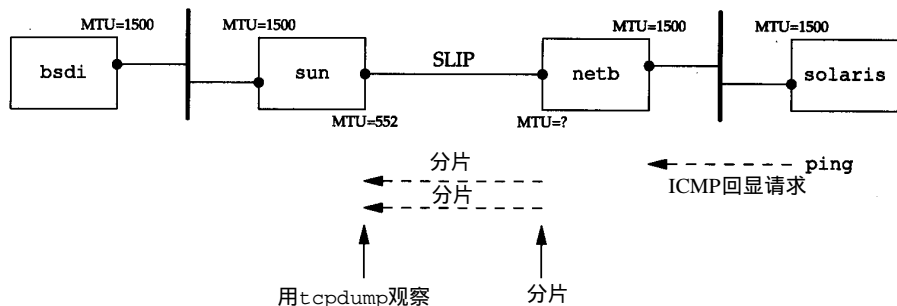 MTU=1500 MTU=1500 MTU=1500 MTU=1500
bsdi sun SLIP netb solaris
MTU=552 MTU=?
分片
分片
ping
ICMP回显请求
用tcpdump观察 分片